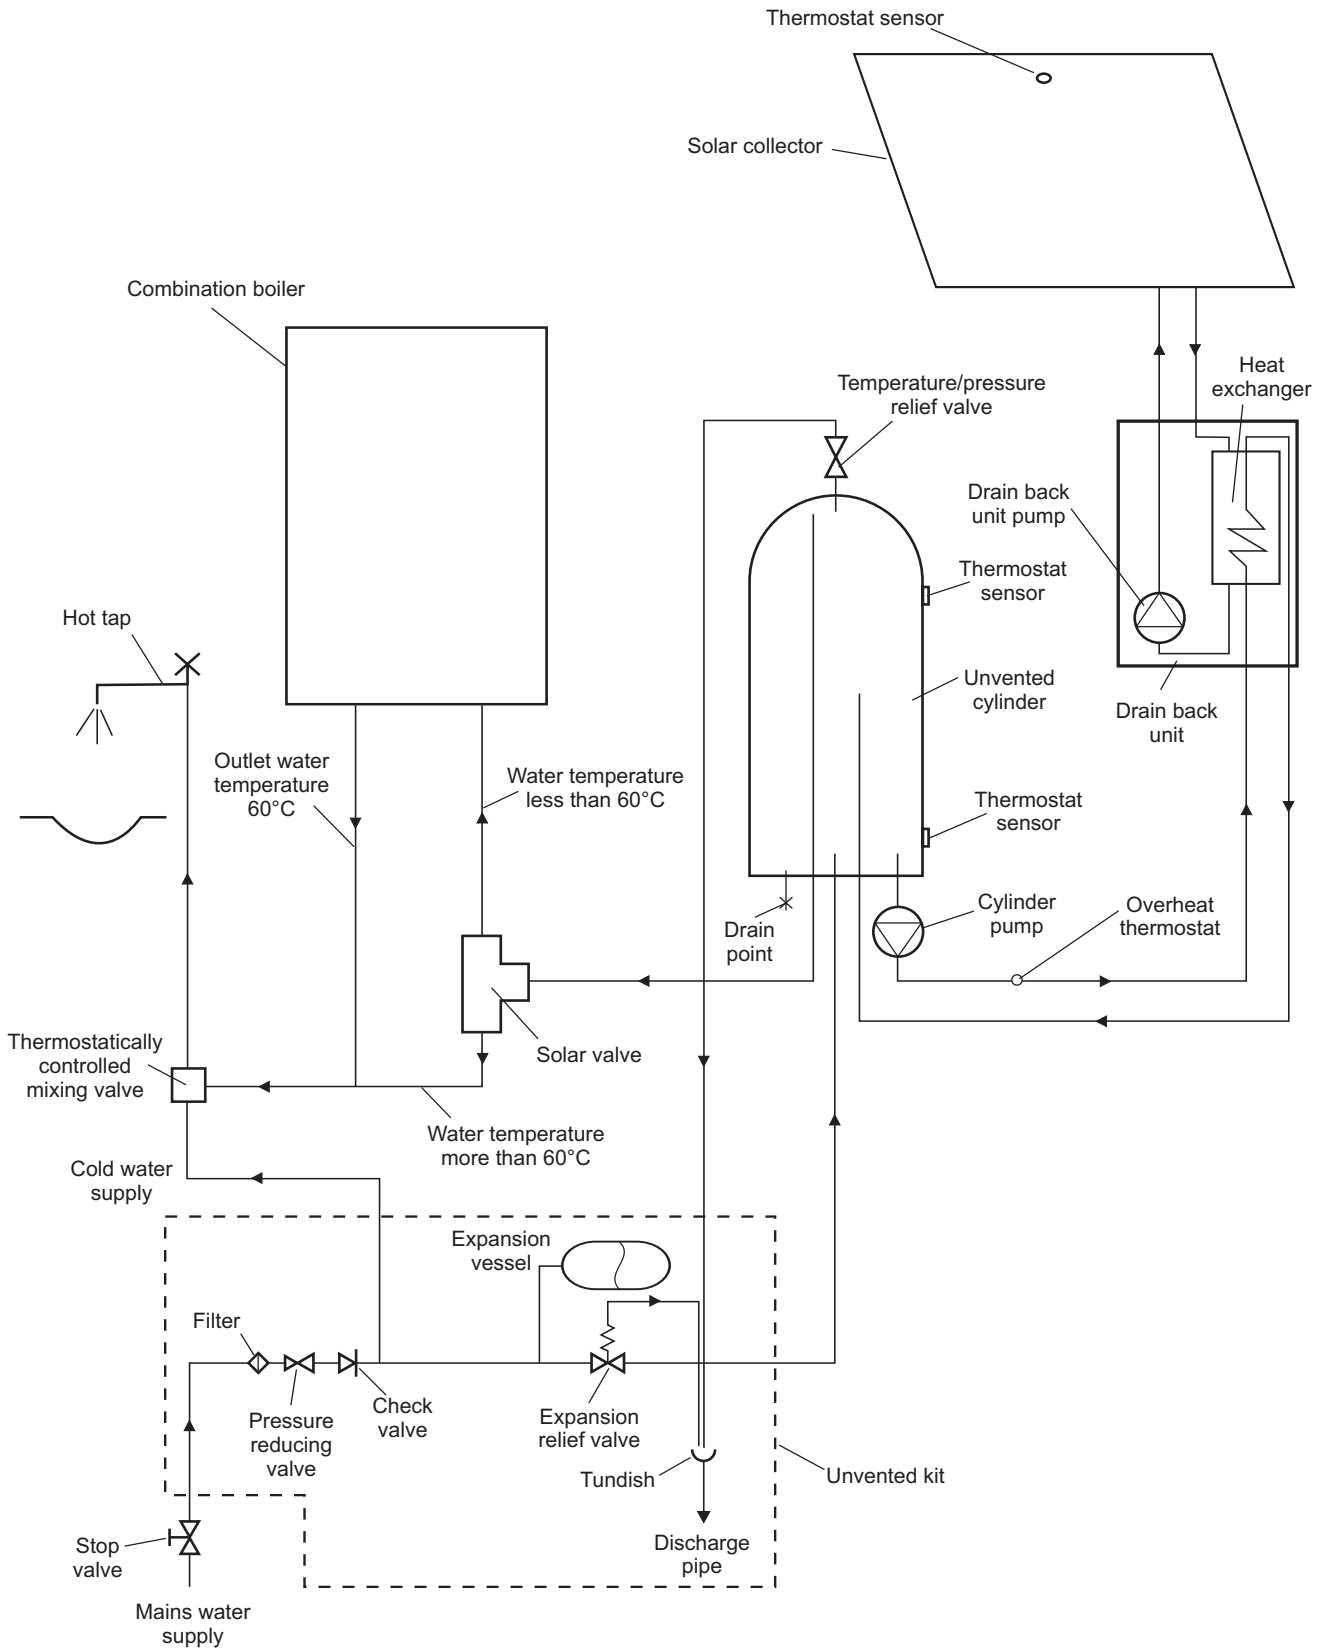 Thermostat sensor
Solar collector
Combination boiler
Heat
exchanger
Temperature/pressure
relief valve
Drain back
unit pump
Thermostat
sensor
Hot tap
Unvented
cylinder
Drain back
unit
Outlet water
temperature
60°C
Water temperature
less than 60°C
Thermostat
sensor
Cylinder
pump
Overheat
thermostat
Drain
point
Thermostatically
controlled
mixing valve
Solar valve
Water temperature
more than 60°C
Cold water
supply
Expansion
vessel
Filter
Pressure
reducing
valve
Check
valve
Expansion
relief valve
Tundish
Unvented kit
Stop
valve
Discharge
pipe
Mains water
supply